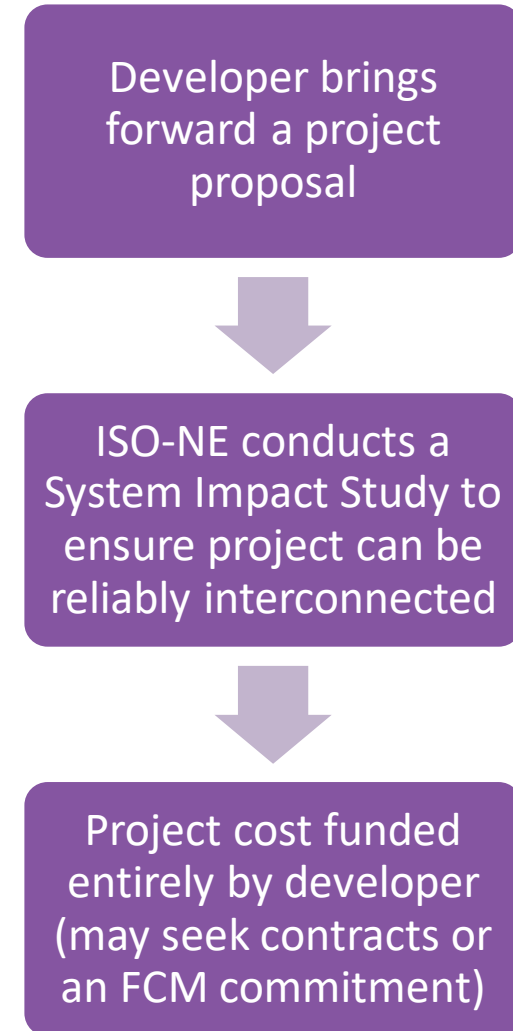 Developer brings
forward a project
proposal
ISO-NE conducts a
System Impact Study to
ensure project can be
reliably interconnected
Project cost funded
entirely by developer
(may seek contracts or
an FCM commitment)